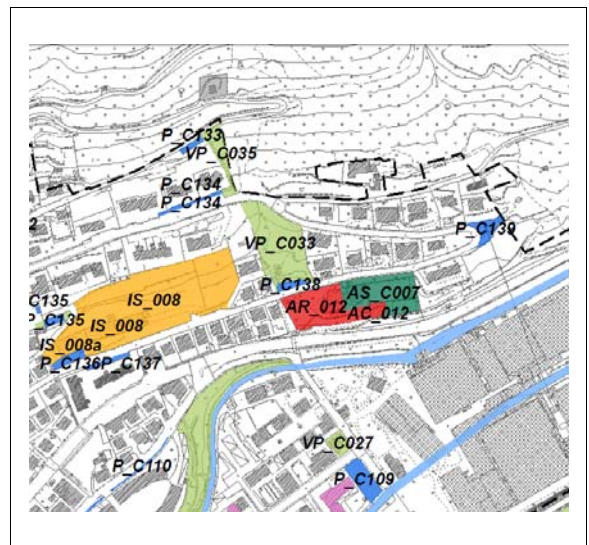 P_C133
VP_C035
P_C134
P_C134
2
P_C139
VP_C033
P_C138
AS_C007
IS_008
AR_012
C135
P_C135
IS_008
AC_012
IS_008a
P_C136P_C137
VP_C027
P_C110
P_C109